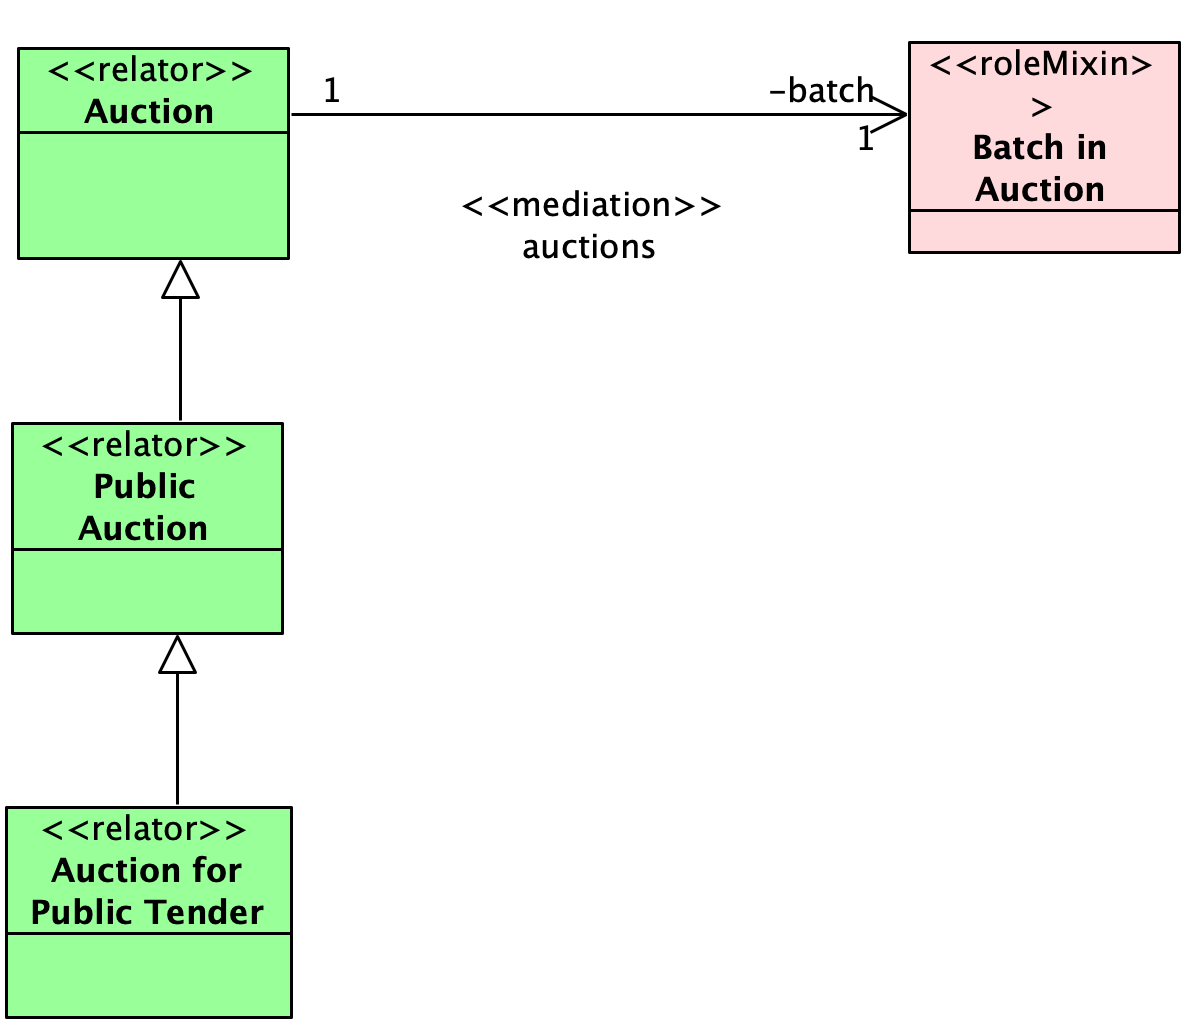 <<relator>>
Auction
1
-batch
1
<<mediation>>
auctions
<<roleMixin>
>
Batch in
Auction
<<relator>>
Public
Auction
<<relator>>
Auction for
Public Tender